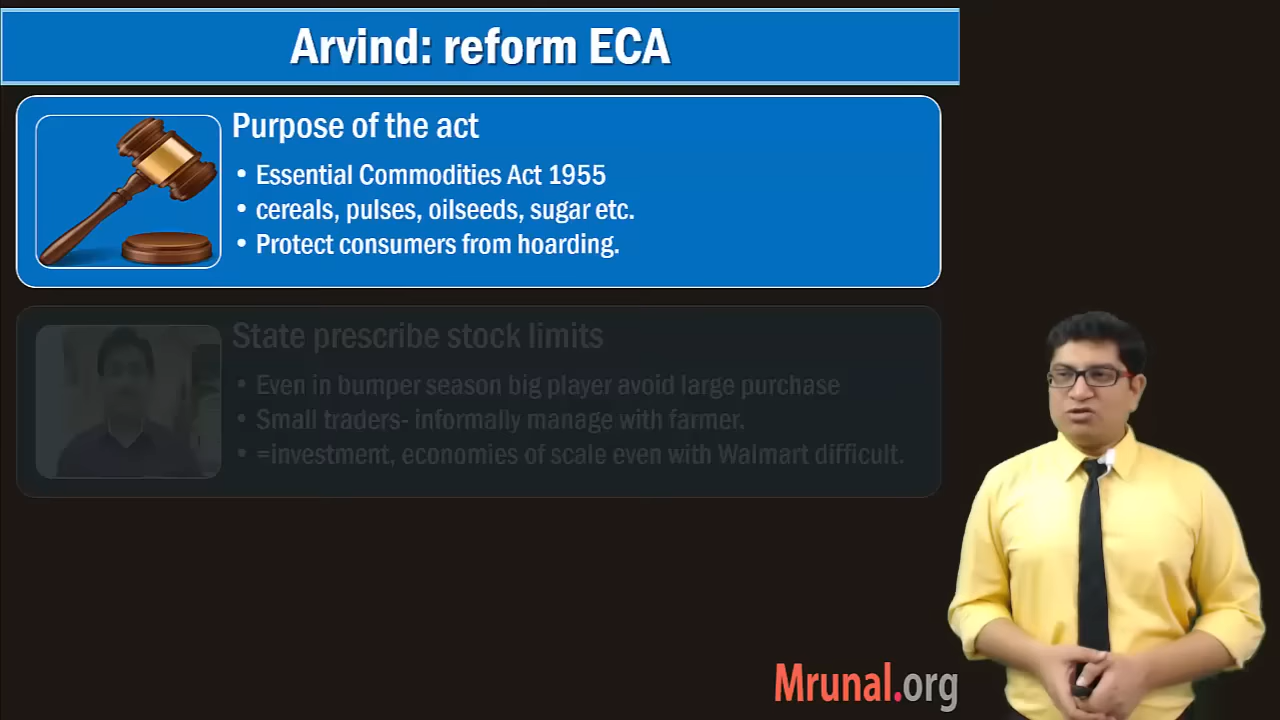 Arvind: reform ECA
Purpose of the act
• Essential Commodities Act 1955
• cereals, pulses, oilseeds, sugar etc.
• Protect consumers from hoarding.
State prescribe stock limits
• Even in bumper season big player avoid large purchase
• Small traders- informally manage with farmer.
• =investment, economies of scale even with Walmart difficult.
Mrunal.org